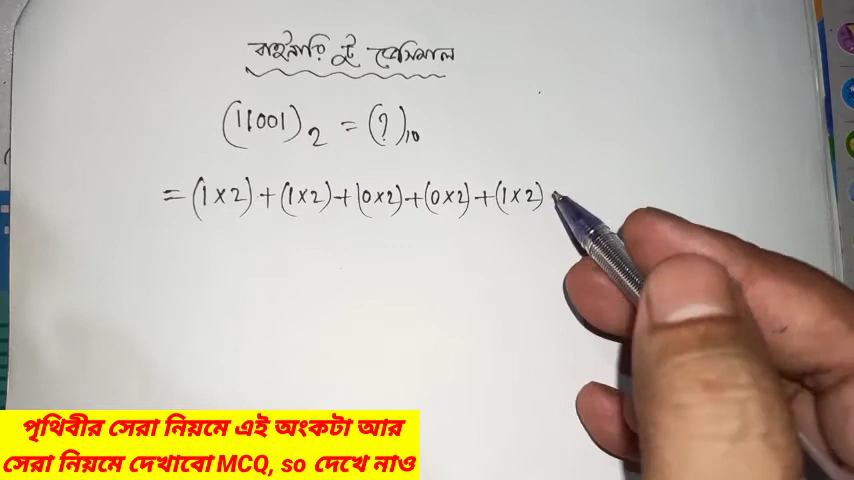 বাইনারি টু ডেসিমাল
(11001)2 = (?)10
= (1×2) + (1×2) + (0×2) + (0×2) + (1×2)
পৃথিবীর সেরা নিয়মে এই অংকটা আর
সেরা নিয়মে দেখাবো MCQ, so দেখে নাও